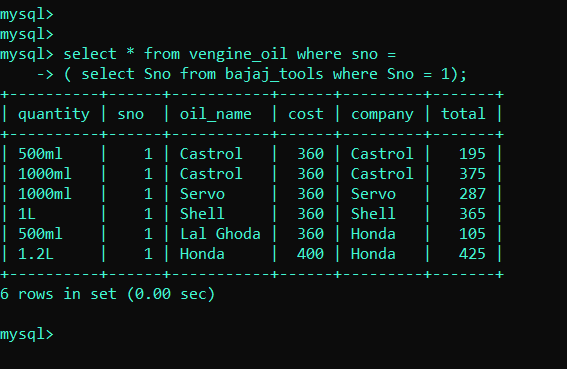 mysql>
mysql>
mysql> select * from vengine_oil where sno =
    -> ( select Sno from bajaj_tools where Sno = 1);
+----------+------+-----------+------+---------+-------+
| quantity | sno  | oil_name  | cost | company | total |
+----------+------+-----------+------+---------+-------+
| 500ml    |    1 | Castrol   |  360 | Castrol |   195 |
| 1000ml   |    1 | Castrol   |  360 | Castrol |   375 |
| 1000ml   |    1 | Servo     |  360 | Servo   |   287 |
| 1L       |    1 | Shell     |  360 | Shell   |   365 |
| 500ml    |    1 | Lal Ghoda |  360 | Honda   |   105 |
| 1.2L     |    1 | Honda     |  400 | Honda   |   425 |
+----------+------+-----------+------+---------+-------+
6 rows in set (0.00 sec)
mysql>